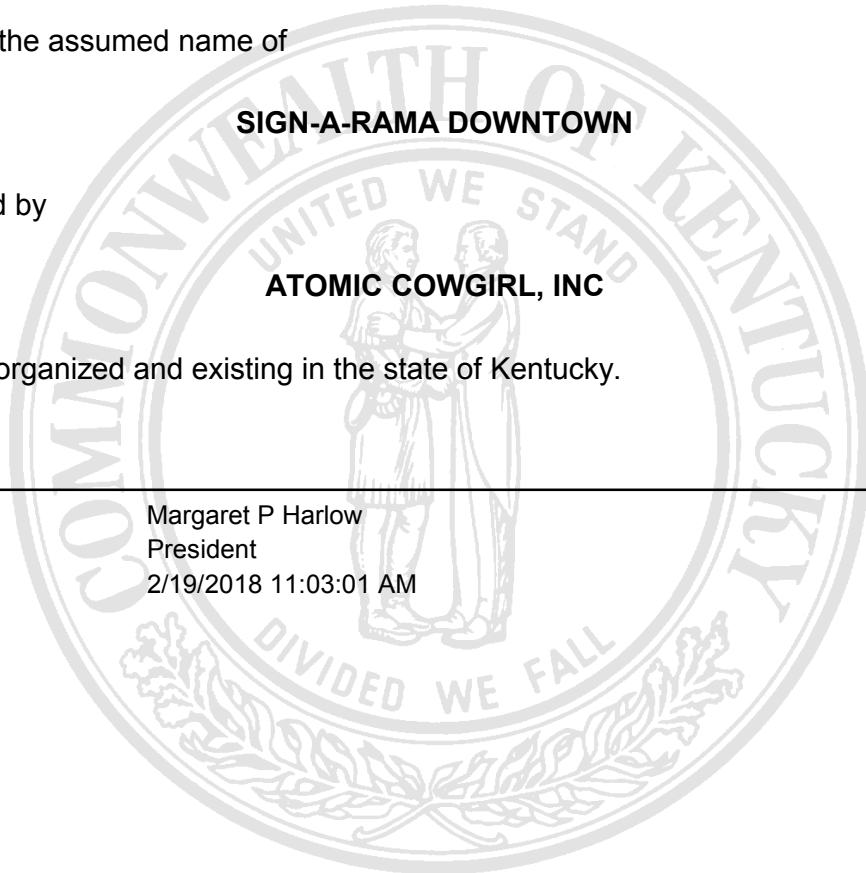 the assumed name of
SIGN-A-RAMA DOWNTOWN
d by
ATOMIC COWGIRL, INC
organized and existing in the state of Kentucky.
Margaret P Harlow
President
2/19/2018 11:03:01 AM
COMMONWEALTH OF KENTUCKY
UNITED WE STAND
DIVIDED WE FALL